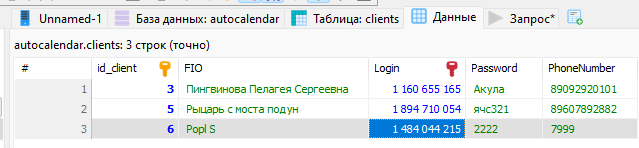 Unnamed-1 База данных: autocalendar Таблица: clients Данные Запрос*
autocalendar.clients: 3 строк (точно)
# id_client FIO Login Password PhoneNumber
1 3 Пингвинова Пелагея Сергеевна 1 160 655 165 Акула 89092920101
2 5 Рыцарь с моста подун 1 894 710 054 ячс321 89607892882
3 6 Popl S 1 484 044 215 2222 7999